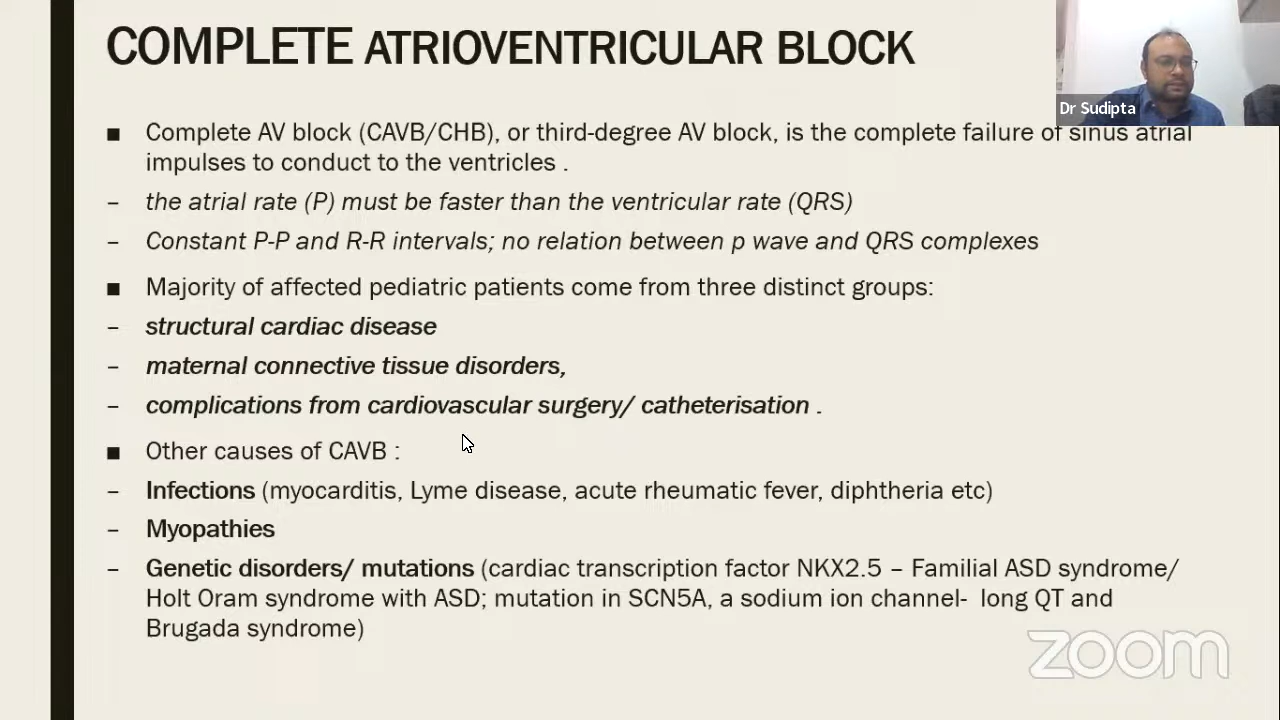 COMPLETE ATRIOVENTRICULAR BLOCK
Dr Sudipta
■ Complete AV block (CAVB/CHB), or third-degree AV block, is the complete failure of sinus atrial
impulses to conduct to the ventricles .
– the atrial rate (P) must be faster than the ventricular rate (QRS)
– Constant P-P and R-R intervals; no relation between p wave and QRS complexes
■ Majority of affected pediatric patients come from three distinct groups:
– structural cardiac disease
– maternal connective tissue disorders,
– complications from cardiovascular surgery/ catheterisation .
■ Other causes of CAVB :
– Infections (myocarditis, Lyme disease, acute rheumatic fever, diphtheria etc)
– Myopathies
– Genetic disorders/ mutations (cardiac transcription factor NKX2.5 – Familial ASD syndrome/
Holt Oram syndrome with ASD; mutation in SCN5A, a sodium ion channel- long QT and
Brugada syndrome)
zoom